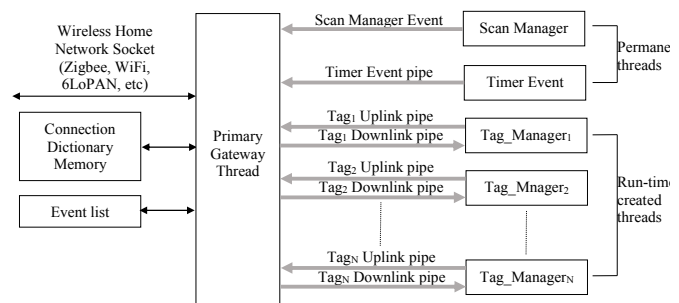 Wireless Home
Network Socket
(Zigbee, WiFi,
6LoPAN, etc)
Connection
Dictionary
Memory
Event list
Primary
Gateway
Thread
Scan Manager Event
Timer Event pipe
Tag1 Uplink pipe
Tag1 Downlink pipe
Tag2 Uplink pipe
Tag2 Downlink pipe
TagN Uplink pipe
TagN Downlink pipe
Scan Manager
Timer Event
Tag_Manager1
Tag_Mnager2
Tag_ManagerN
Permane
threads
Run-tim
created
threads